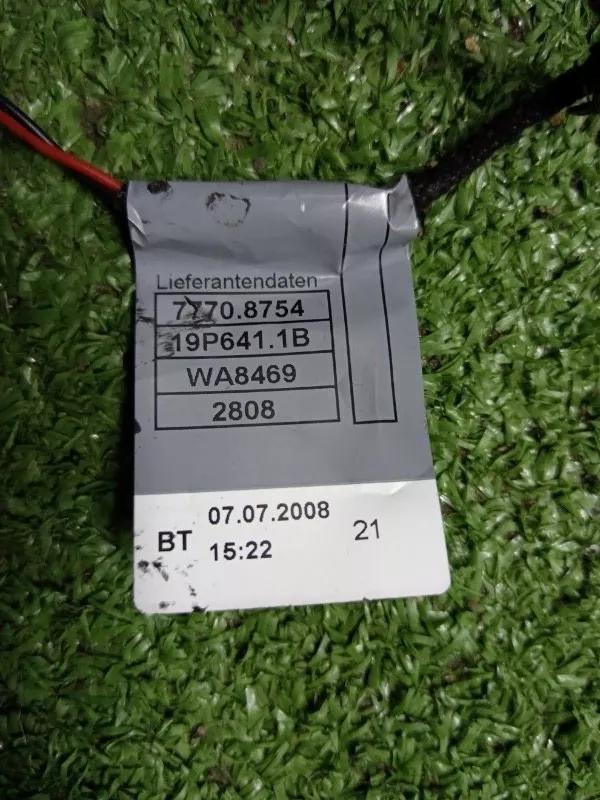 Lieferantendaten
7770.8754
19P641.1B
WA8469
2808
BT 07.07.2008 21
15:22